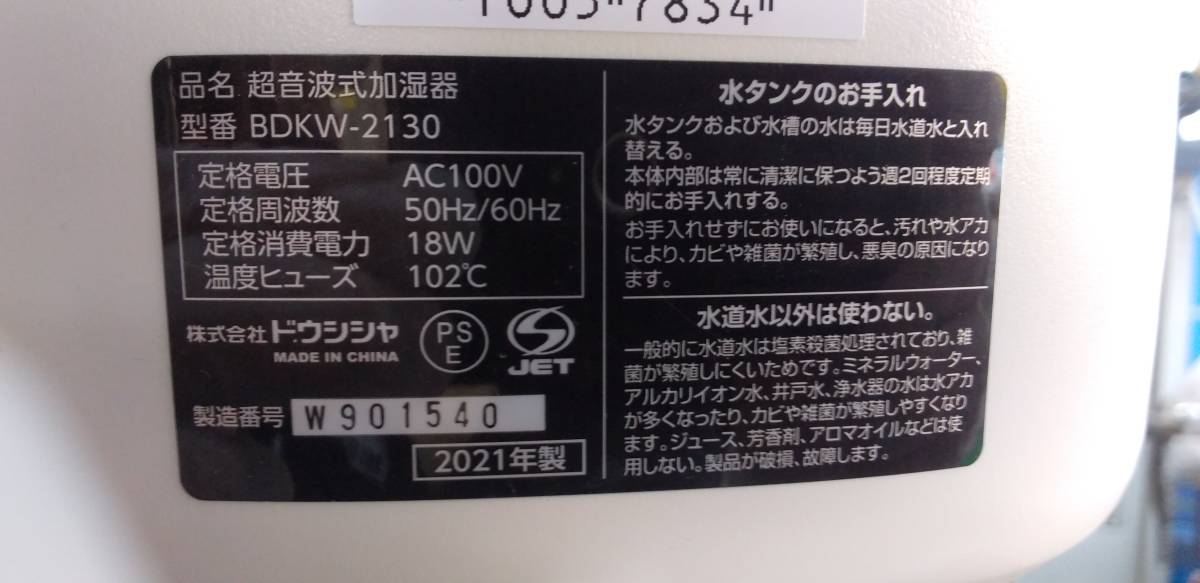 "1005"7834"
品名 超音波式加湿器
型番 BDKW-2130
定格電圧 AC100V
定格周波数 50Hz/60Hz
定格消費電力 18W
温度ヒューズ 102℃
株式会社 ドウシシャ
MADE IN CHINA
PS
E
JET
製造番号 W901540
2021年製
水タンクのお手入れ
水タンクおよび水槽の水は毎日水道水と入れ
替える。
本体内部は常に清潔に保つよう週2回程度定期
的にお手入れする。
お手入れせずにお使いになると、汚れや水アカ
により、カビや雑菌が繁殖し、悪臭の原因になり
ます。
水道水以外は使わない。
一般的に水道水は塩素殺菌処理されており、雑
菌が繁殖しにくいためです。ミネラルウォーター、
アルカリイオン水、井戸水、浄水器の水は水アカ
が多くなったり、カビや雑菌が繁殖しやすくなり
ます。ジュース、芳香剤、アロマオイルなどは使
用しない。製品が破損、故障します。